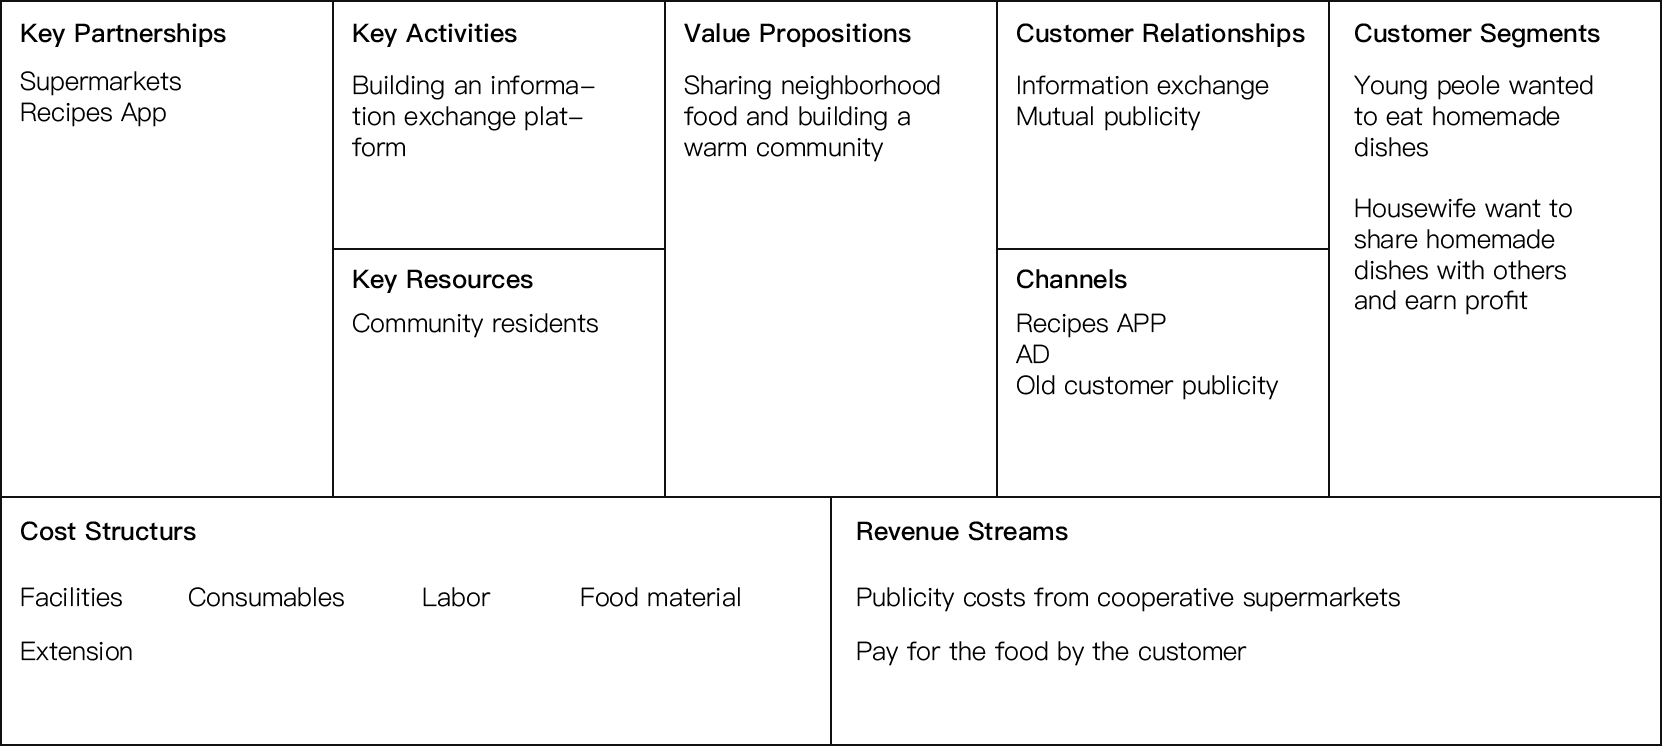 Key Partnerships
Supermarkets
Recipes App
Key Activities
Building an informa–
tion exchange plat–
form
Key Resources
Community residents
Value Propositions
Sharing neighborhood
food and building a
warm community
Customer Relationships
Information exchange
Mutual publicity
Channels
Recipes APP
AD
Old customer publicity
Customer Segments
Young peole wanted
to eat homemade
dishes
Housewife want to
share homemade
dishes with others
and earn profit
Cost Structurs
Facilities Consumables Labor Food material
Extension
Revenue Streams
Publicity costs from cooperative supermarkets
Pay for the food by the customer